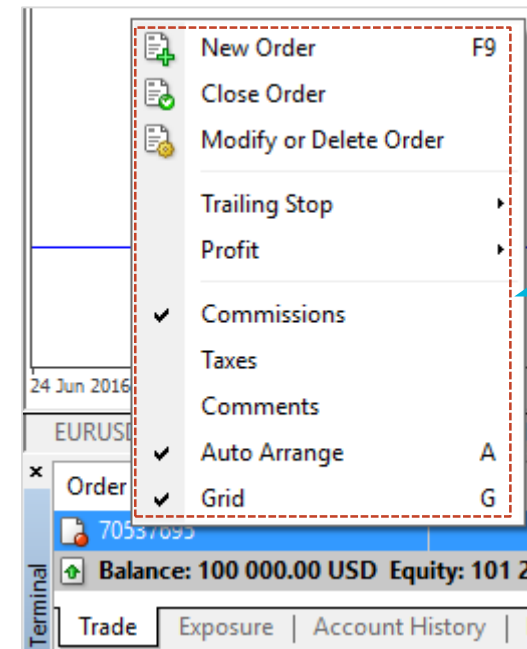 New Order F9
Close Order
Modify or Delete Order
Trailing Stop
Profit
Commissions
Taxes
Comments
Auto Arrange A
Grid G
24 Jun 2016
EURUSD
Order
70537695
Balance: 100 000.00 USD Equity: 101 2
Terminal
Trade Exposure | Account History |